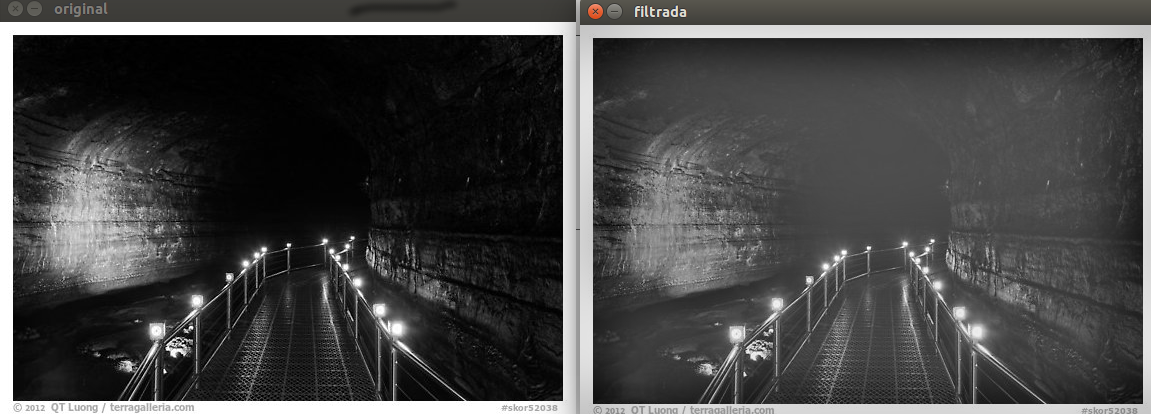 original
filtrada
© 2012 QT Luong / terragalleria.com
#skor52038
© 2012 QT Luong / terragalleria.com
#skor52038